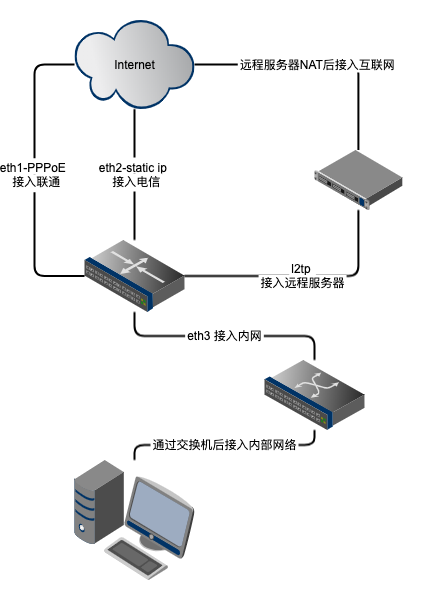 Internet
远程服务器NAT后接入互联网
eth1-PPPoE
接入联通
eth2-static ip
接入电信
l2tp
接入远程服务器
eth3 接入内网
通过交换机后接入内部网络